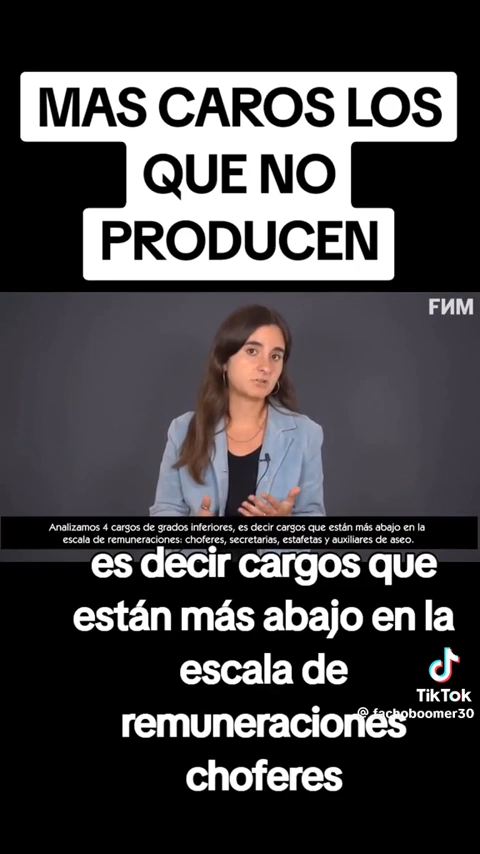 MAS CAROS LOS
QUE NO
PRODUCEN
FИM
Analizamos 4 cargos de grados inferiores, es decir cargos que están más abajo en la
escala de remuneraciones: choferes, secretarias, estafetas y auxiliares de aseo.
es decir cargos que
están más abajo en la
escala de
remuneraciones
choferes
TikTok
@ fachoboomer30